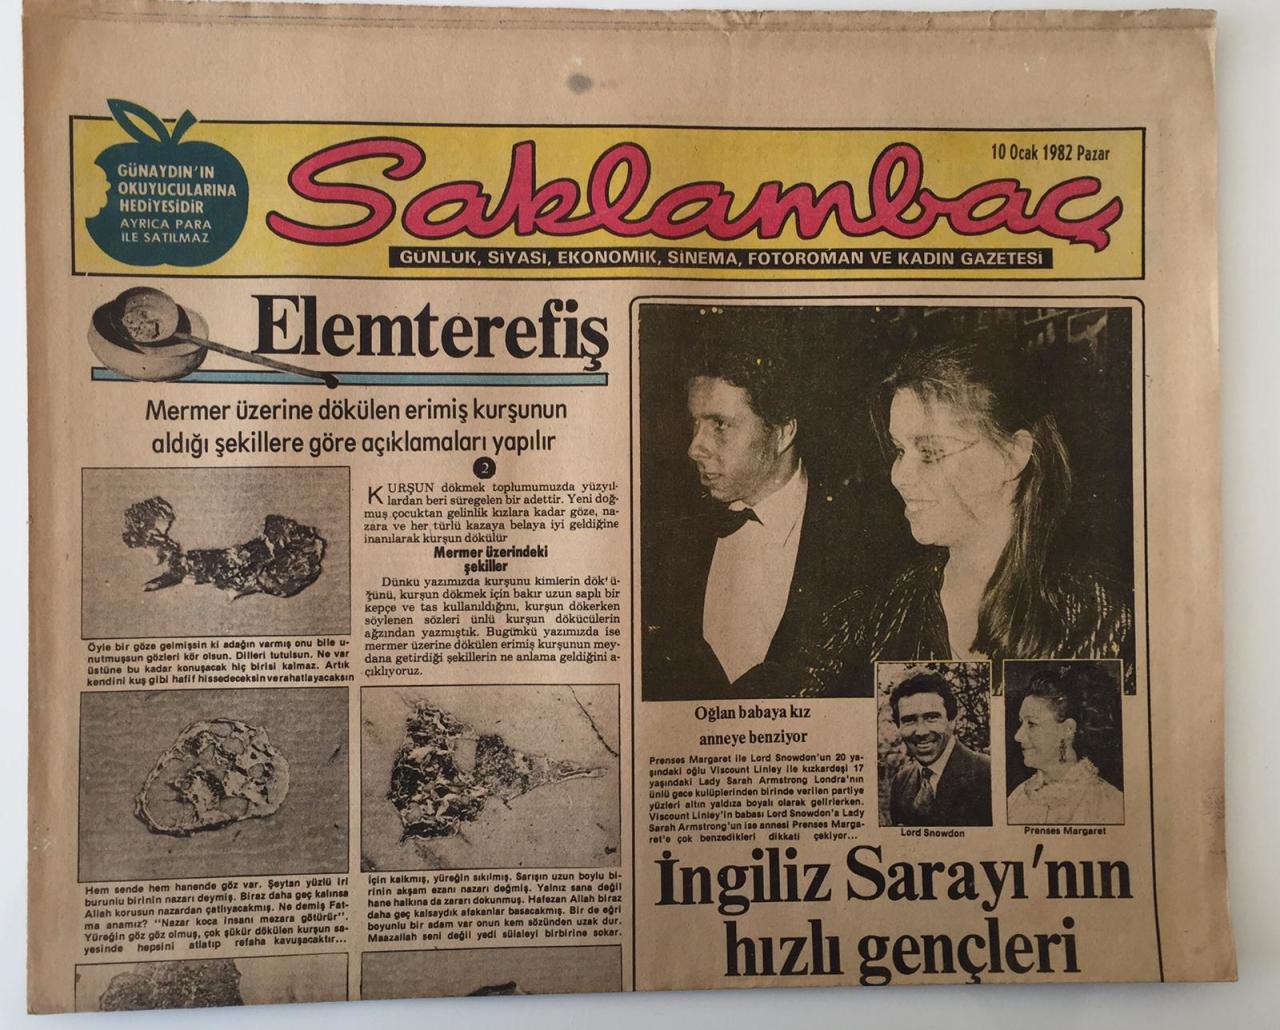 GÜNAYDIN'IN
OKUYUCULARINA
HEDİYESİDİR
AYRICA PARA
İLE SATILMAZ
Saklambaç
10 Ocak 1982 Pazar
GÜNLÜK, SİYASİ, EKONOMİK, SİNEMA, FOTOROMAN VE KADIN GAZETESİ
Elemterefiş
Mermer üzerine dökülen erimiş kurşunun
aldığı şekillere göre açıklamaları yapılır
2
KURŞUN dökmek toplumumuzda yüzyıl-
lardan beri süregelen bir adettir. Yeni doğ-
muş çocuktan gelinlik kızlara kadar göze, na-
zara ve her türlü kazaya belaya iyi geldiğine
inanılarak kurşun dökülür
Mermer üzerindeki
şekiller
Dünkü yazımızda kurşunu kimlerin dök'ü-
ğünü, kurşun dökmek için bakır uzun saplı bir
kepçe ve tas kullanıldığını, kurşun dökerken
söylenen sözleri ünlü kurşun dökücülerin
ağzından yazmıştık. Bugümkü yazımızda ise
mermer üzerine dökülen erimiş kurşunun mey-
dana getirdiği şekillerin ne anlama geldiğini a-
çıklıyoruz.
Öyle bir göze gelmişsin ki adağın varmış onu bile u-
nutmuşsun gözleri kör olsun. Dilleri tutulsun. Ne var
üstüne bu kadar konuşacak hiç birisi kalmaz. Artık
kendini kuş gibi hafif hissedeceksin ve rahatlayacaksın
Hem sende hem hanende göz var. Şeytan yüzlü iri
burunlu birinin nazarı deymiş. Biraz daha geç kalınsa
Allah korusun nazardan çatlıyacakmış. Ne demiş Fat-
ma anamız? "Nazar koca insanı mezara götürür".
Yüreğin göz göz olmuş, çok şükür dökülen kurşun sa-
yesinde hepsini atlatıp refaha kavuşacaktır...
İçin kalkmış, yüreğin sıkılmış. Sarışın uzun boylu bi-
rinin akşam ezanı nazarı değmiş. Yalnız sana değil
hane halkına da zararı dokunmuş. Hafezan Allah biraz
daha geç kalsaydık afakanlar basacakmış. Bir de eğri
boyunlu bir adam var onun kem sözünden uzak dur.
Maazallah seni değil yedi sülaleyi birbirine sokar.
Oğlan babaya kız
anneye benziyor
Prenses Margaret ile Lord Snowdon'un 20 ya-
şındaki oğlu Viscount Linley ile kızkardeşi 17
yaşındaki Lady Sarah Armstrong Londra'nın
ünlü gece kulüplerinden birinde verilen partiye
yüzleri altın yaldıza boyalı olarak gelirlerken.
Viscount Linley'in babası Lord Snowdon'a Lady
Sarah Armstrong'un ise annesi Prenses Marga-
ret'e çok benzedikleri dikkati çekiyor...
Lord Snowdon
Prenses Margaret
İngiliz Sarayı'nın
hızlı gençleri